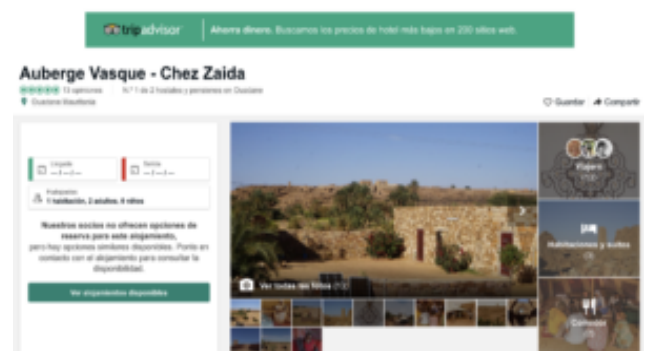 tripadvisor
Ahorra dinero. Buscamos los precios de hotel más bajos en 200 sitios web.
Auberge Vasque - Chez Zaida
13 opiniones N.º 1 de 2 hostales y pensiones en Ouadane
Ouadane Mauritania
Guardar Compartir
Llegada
Salida
--/--/--
--/--/--
Huéspedes
1 habitación, 2 adultos, 0 niños
Nuestros socios no ofrecen opciones de
reserva para este alojamiento,
pero hay opciones similares disponibles. Ponte en
contacto con el alojamiento para consultar la
disponibilidad.
Ver alojamientos disponibles
Ver todas las fotos
Viajero
Habitaciones y suites
Comedor